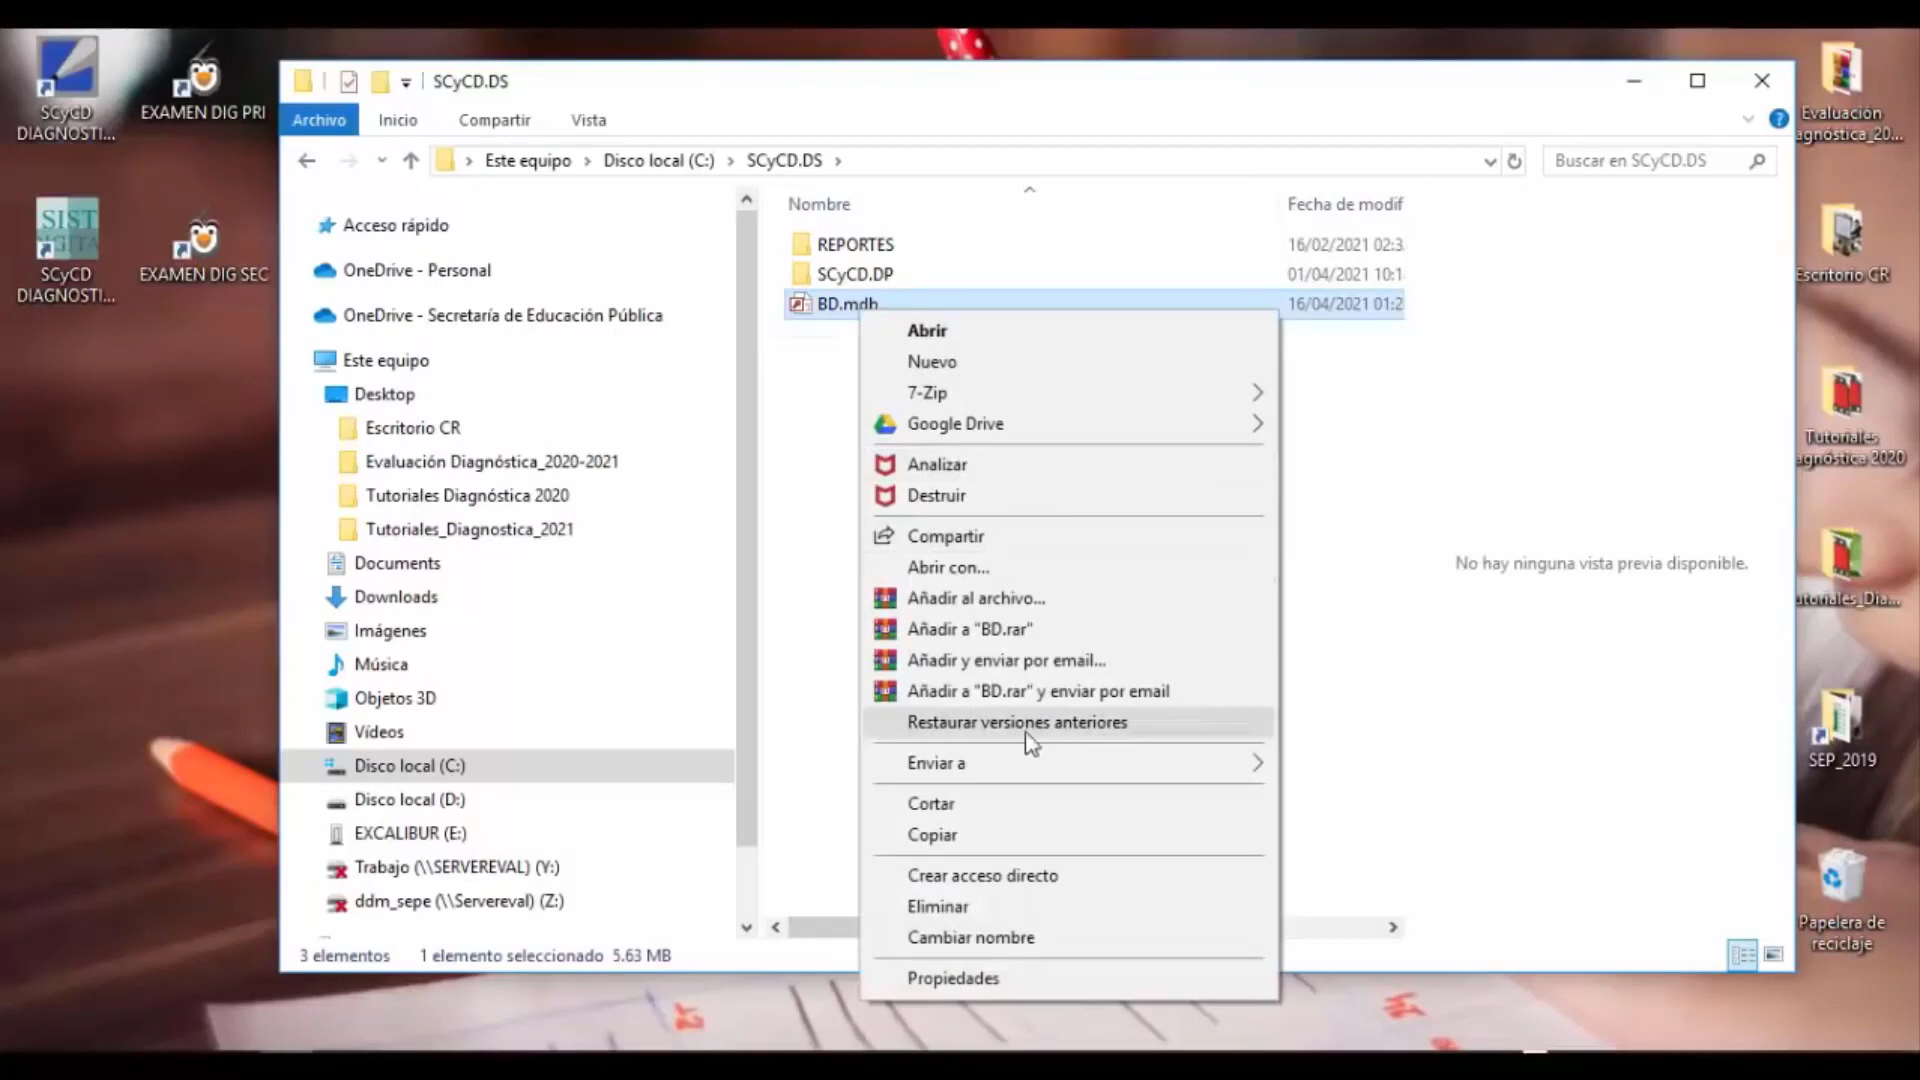 SCyCD
DIAGNOSTI...
EXAMEN DIG PRI
SCyCD
DIAGNOSTI...
EXAMEN DIG SEC
SCyCD.DS
Archivo
Inicio
Compartir
Vista
Este equipo
Disco local (C:)
SCyCD.DS
Buscar en SCyCD.DS
Acceso rápido
OneDrive - Personal
OneDrive - Secretaría de Educación Pública
Este equipo
Desktop
Escritorio CR
Evaluación Diagnóstica_2020-2021
Tutoriales Diagnóstica 2020
Tutoriales_Diagnostica_2021
Documents
Downloads
Imágenes
Música
Objetos 3D
Vídeos
Disco local (C:)
Disco local (D:)
EXCALIBUR (E:)
Trabajo (\\SERVEREVAL) (Y:)
ddm_sepe (\\Servereval) (Z:)
3 elementos
1 elemento seleccionado 5.63 MB
Nombre
Fecha de modif
REPORTES
16/02/2021 02:3
SCyCD.DP
01/04/2021 10:1
BD.mdb
16/04/2021 01:2
Abrir
Nuevo
7-Zip
Google Drive
Analizar
Destruir
Compartir
Abrir con...
Añadir al archivo...
Añadir a "BD.rar"
Añadir y enviar por email...
Añadir a "BD.rar" y enviar por email
Restaurar versiones anteriores
Enviar a
Cortar
Copiar
Crear acceso directo
Eliminar
Cambiar nombre
Propiedades
No hay ninguna vista previa disponible.
Evaluación
agnóstica_20...
Escritorio CR
Tutoriales
agnóstica 2020
utoriales_Dia...
SEP_2019
Papelera de
reciclaje